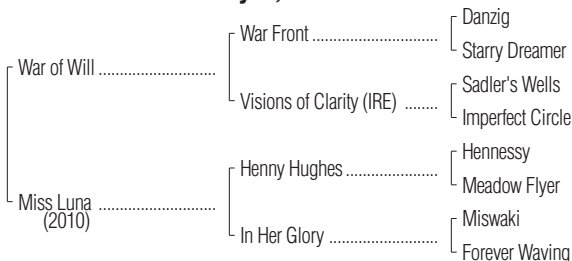 Danzig
War Front ................................
Starry Dreamer
War of Will ..............................
Sadler's Wells
Visions of Clarity (IRE) ........
Imperfect Circle
Hennessy
Henny Hughes .......................
Meadow Flyer
Miss Luna ..............................
(2010)
Miswaki
In Her Glory ...........................
Forever Waving